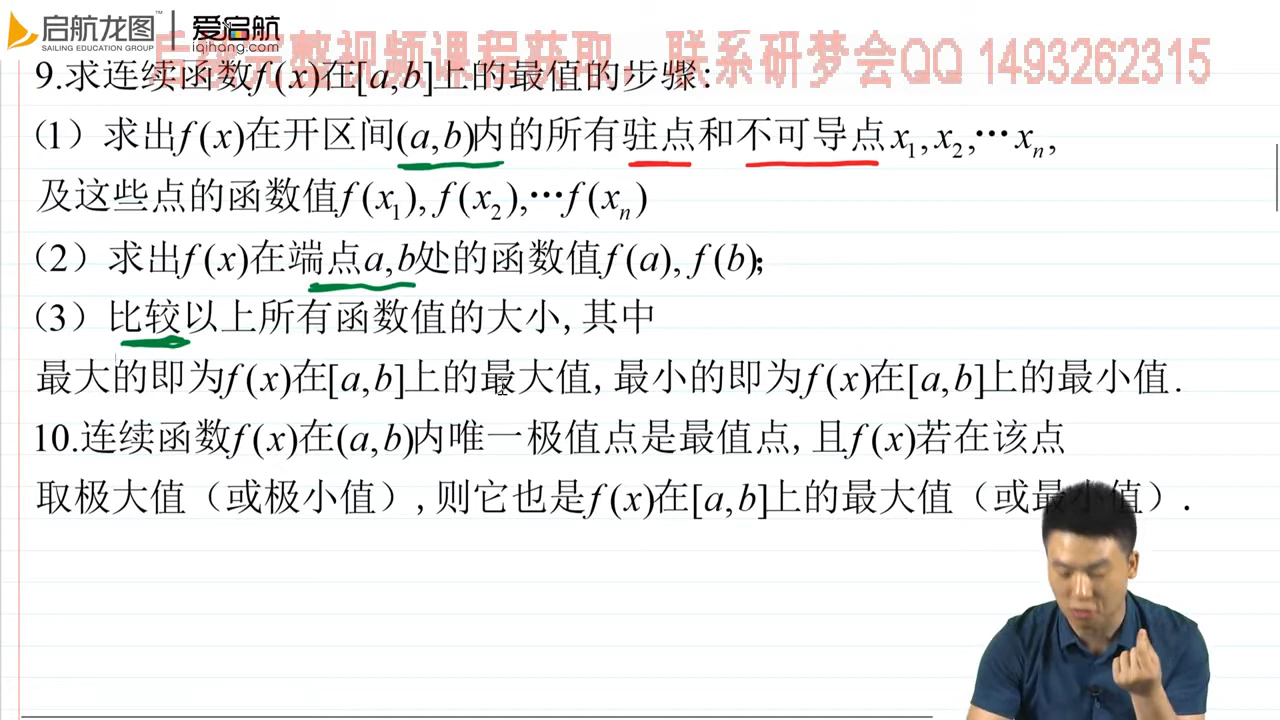 启航龙图
SAILING EDUCATION GROUP
爱启航
iqihang.com
后续完整视频课程获取，联系研梦会QQ 1493262315
9.求连续函数f(x)在[a,b]上的最值的步骤:
（1）求出f(x)在开区间(a,b)内的所有驻点和不可导点x₁,x₂,…xₙ,
及这些点的函数值f(x₁),f(x₂),…f(xₙ)
（2）求出f(x)在端点a,b处的函数值f(a),f(b);
（3）比较以上所有函数值的大小,其中
最大的即为f(x)在[a,b]上的最大值,最小的即为f(x)在[a,b]上的最小值.
10.连续函数f(x)在(a,b)内唯一极值点是最值点,且f(x)若在该点
取极大值（或极小值）,则它也是f(x)在[a,b]上的最大值（或最小值）.